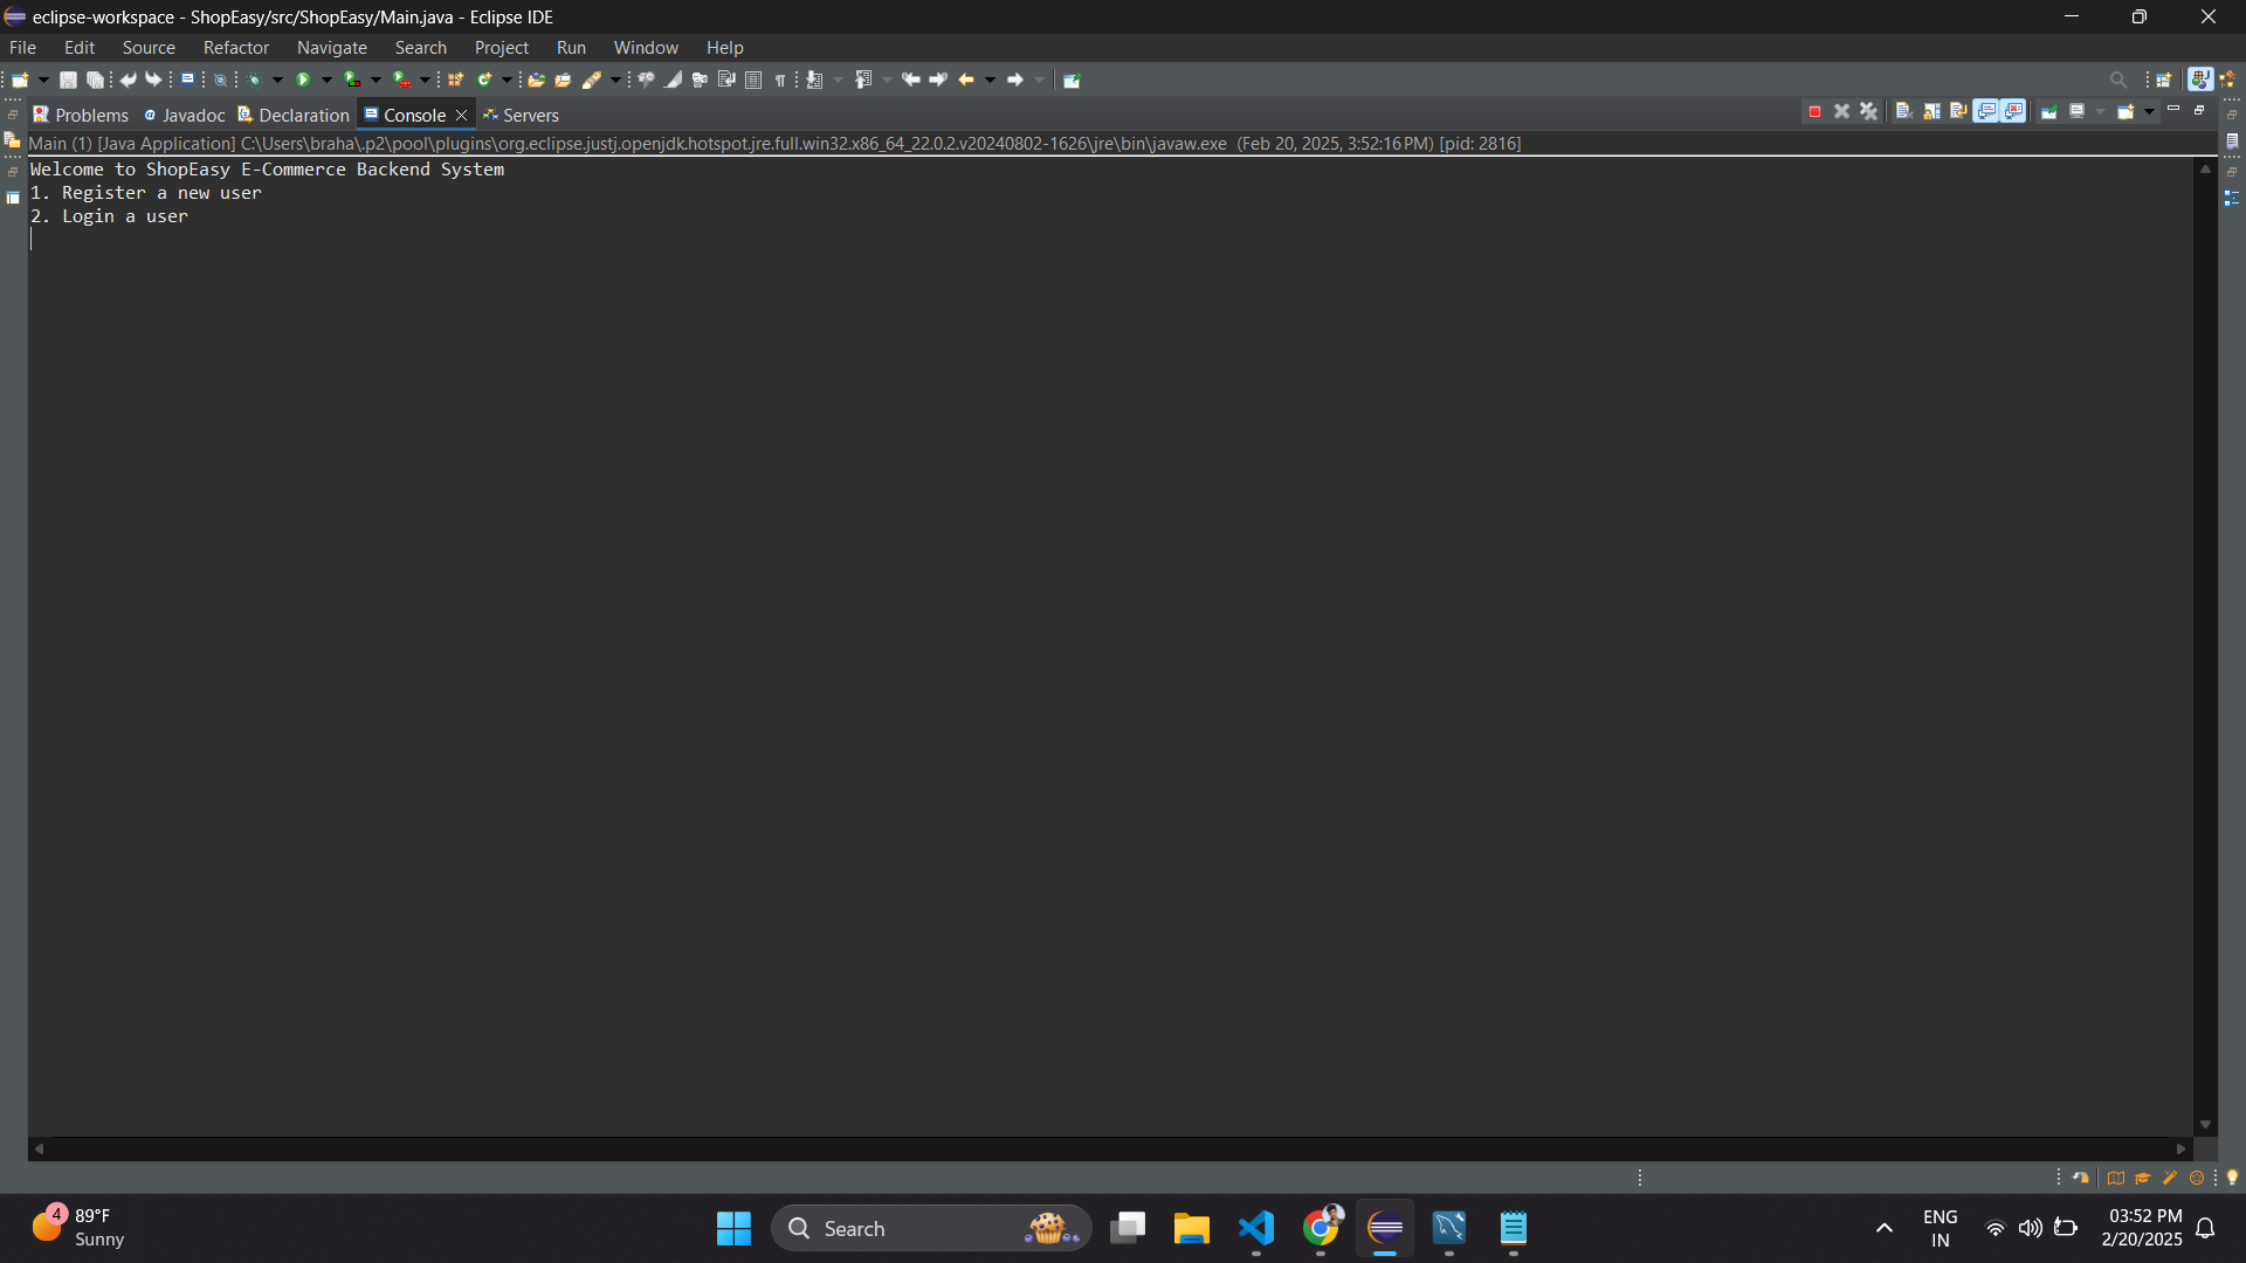 eclipse-workspace - ShopEasy/src/ShopEasy/Main.java - Eclipse IDE
File Edit Source Refactor Navigate Search Project Run Window Help
Problems Javadoc Declaration Console Servers
Main (1) [Java Application] C:\Users\braha\.p2\pool\plugins\org.eclipse.justj.openjdk.hotspot.jre.full.win32.x86_64_22.0.2.v20240802-1626\jre\bin\javaw.exe (Feb 20, 2025, 3:52:16 PM) [pid: 2816]
Welcome to ShopEasy E-Commerce Backend System
1. Register a new user
2. Login a user
4 89°F
Sunny
Search
ENG
IN
03:52 PM
2/20/2025